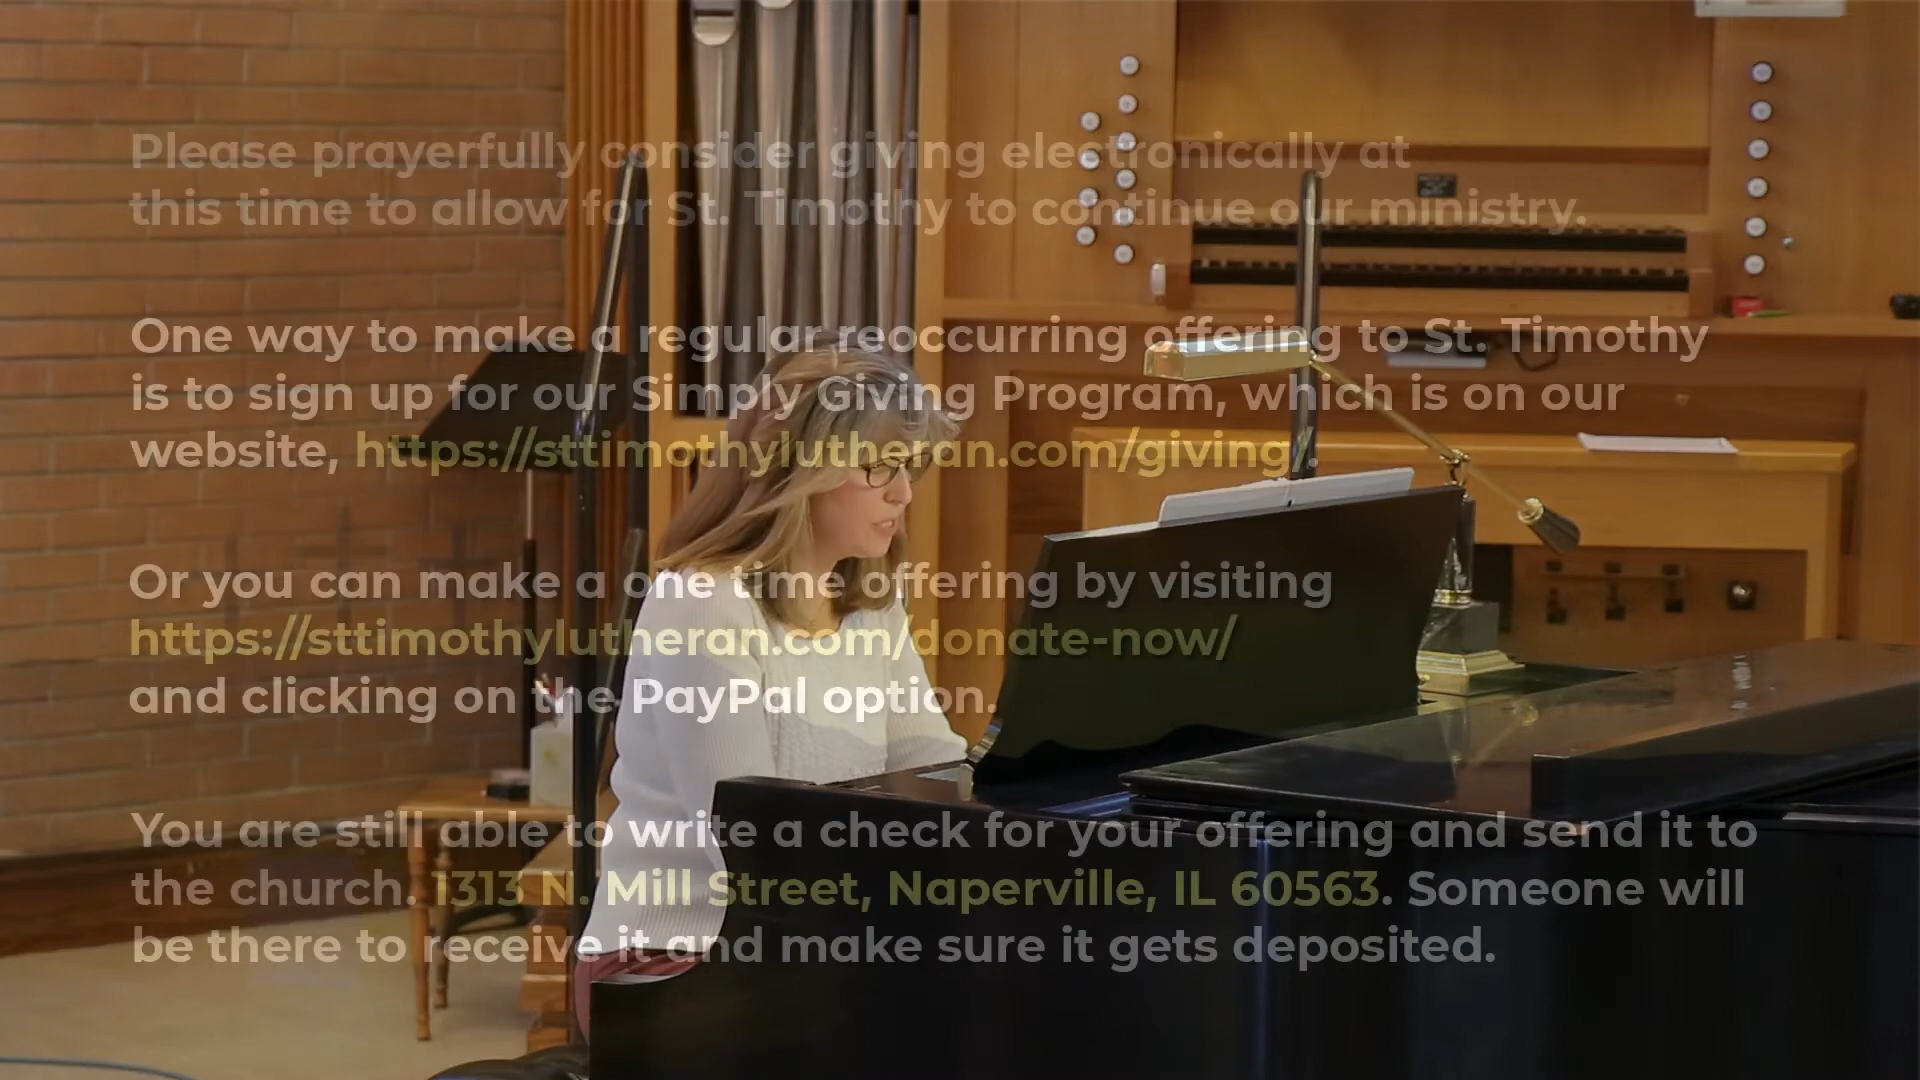 Please prayerfully consider giving electronically at
this time to allow for St. Timothy to continue our ministry.
One way to make a regular reoccurring offering to St. Timothy
is to sign up for our Simply Giving Program, which is on our
website, https://sttimothylutheran.com/giving/.
Or you can make a one time offering by visiting
https://sttimothylutheran.com/donate-now/
and clicking on the PayPal option.
You are still able to write a check for your offering and send it to
the church. 1313 N. Mill Street, Naperville, IL 60563. Someone will
be there to receive it and make sure it gets deposited.